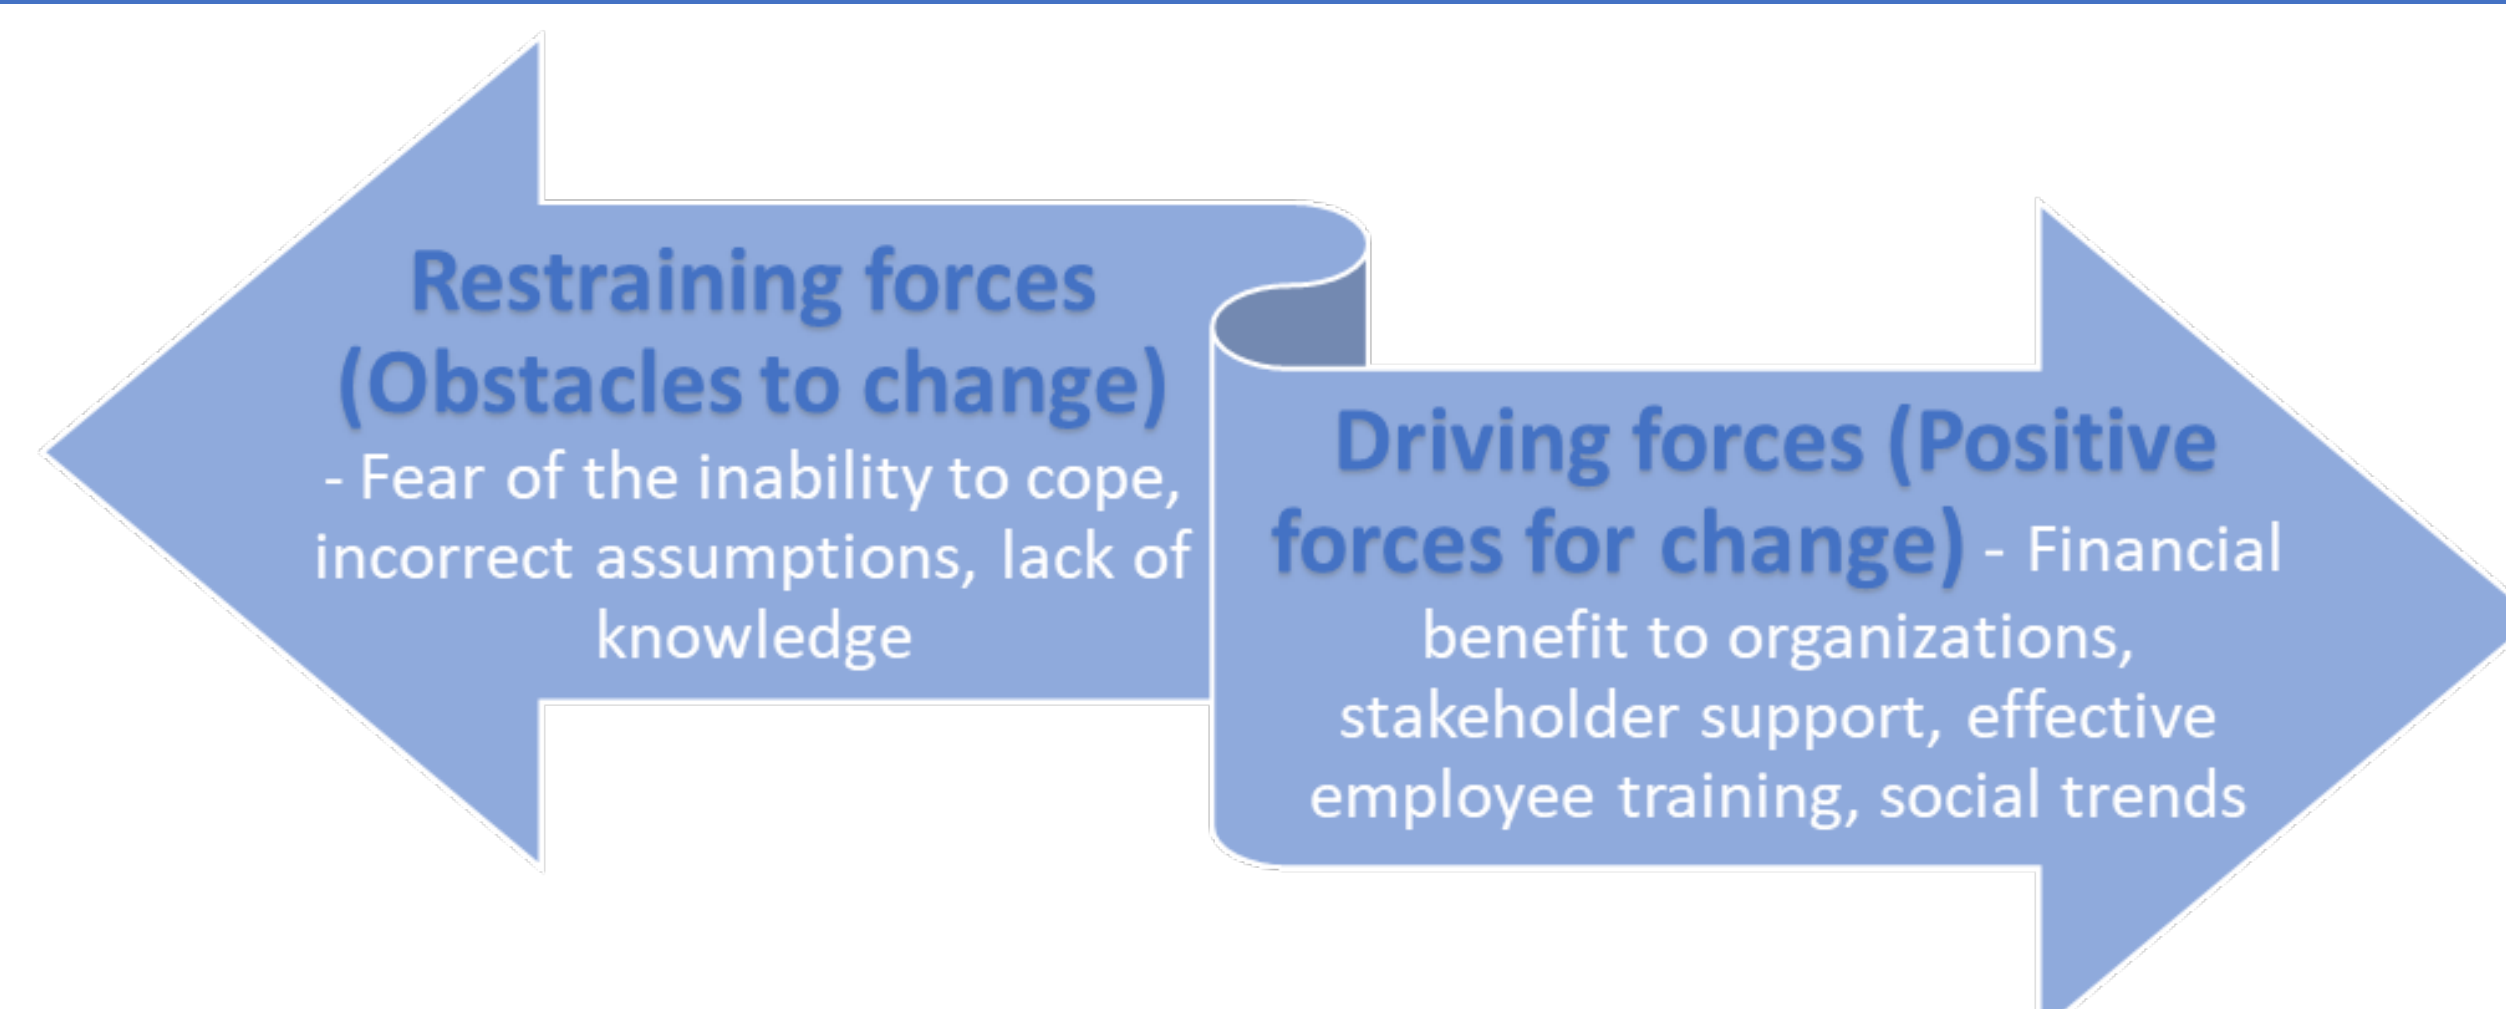 Restraining forces
(Obstacles to change)
- Fear of the inability to cope,
incorrect assumptions, lack of
knowledge
Driving forces (Positive
forces for change) - Financial
benefit to organizations,
stakeholder support, effective
employee training, social trends